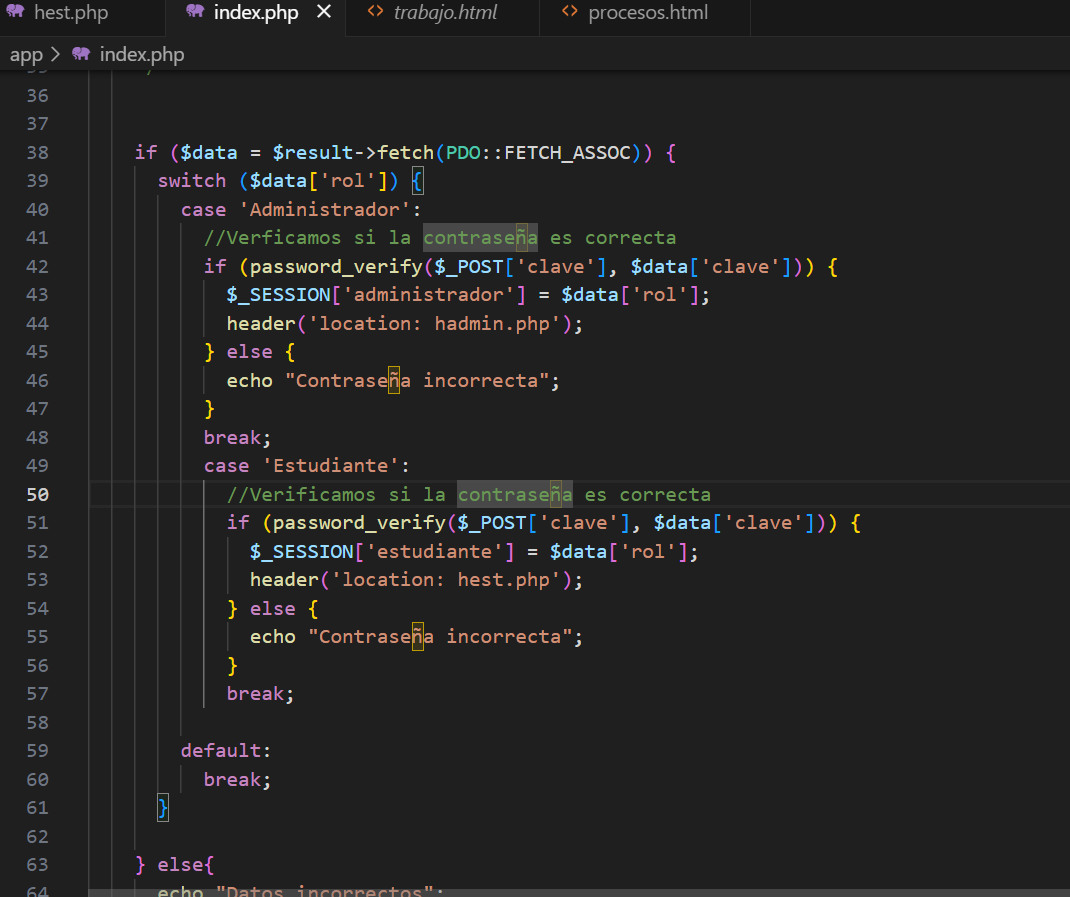 hest.php index.php × trabajo.html procesos.html
app > index.php
36
37
38 if ($data = $result->fetch(PDO::FETCH_ASSOC)) {
39 switch ($data['rol']) {
40 case 'Administrador':
41 //Verficamos si la contraseña es correcta
42 if (password_verify($_POST['clave'], $data['clave'])) {
43 $_SESSION['administrador'] = $data['rol'];
44 header('location: hadmin.php');
45 } else {
46 echo "Contraseña incorrecta";
47 }
48 break;
49 case 'Estudiante':
50 //Verificamos si la contraseña es correcta
51 if (password_verify($_POST['clave'], $data['clave'])) {
52 $_SESSION['estudiante'] = $data['rol'];
53 header('location: hest.php');
54 } else {
55 echo "Contraseña incorrecta";
56 }
57 break;
58
59 default:
60 break;
61 }
62
63 } else{
64 echo "Datos incorrectos";